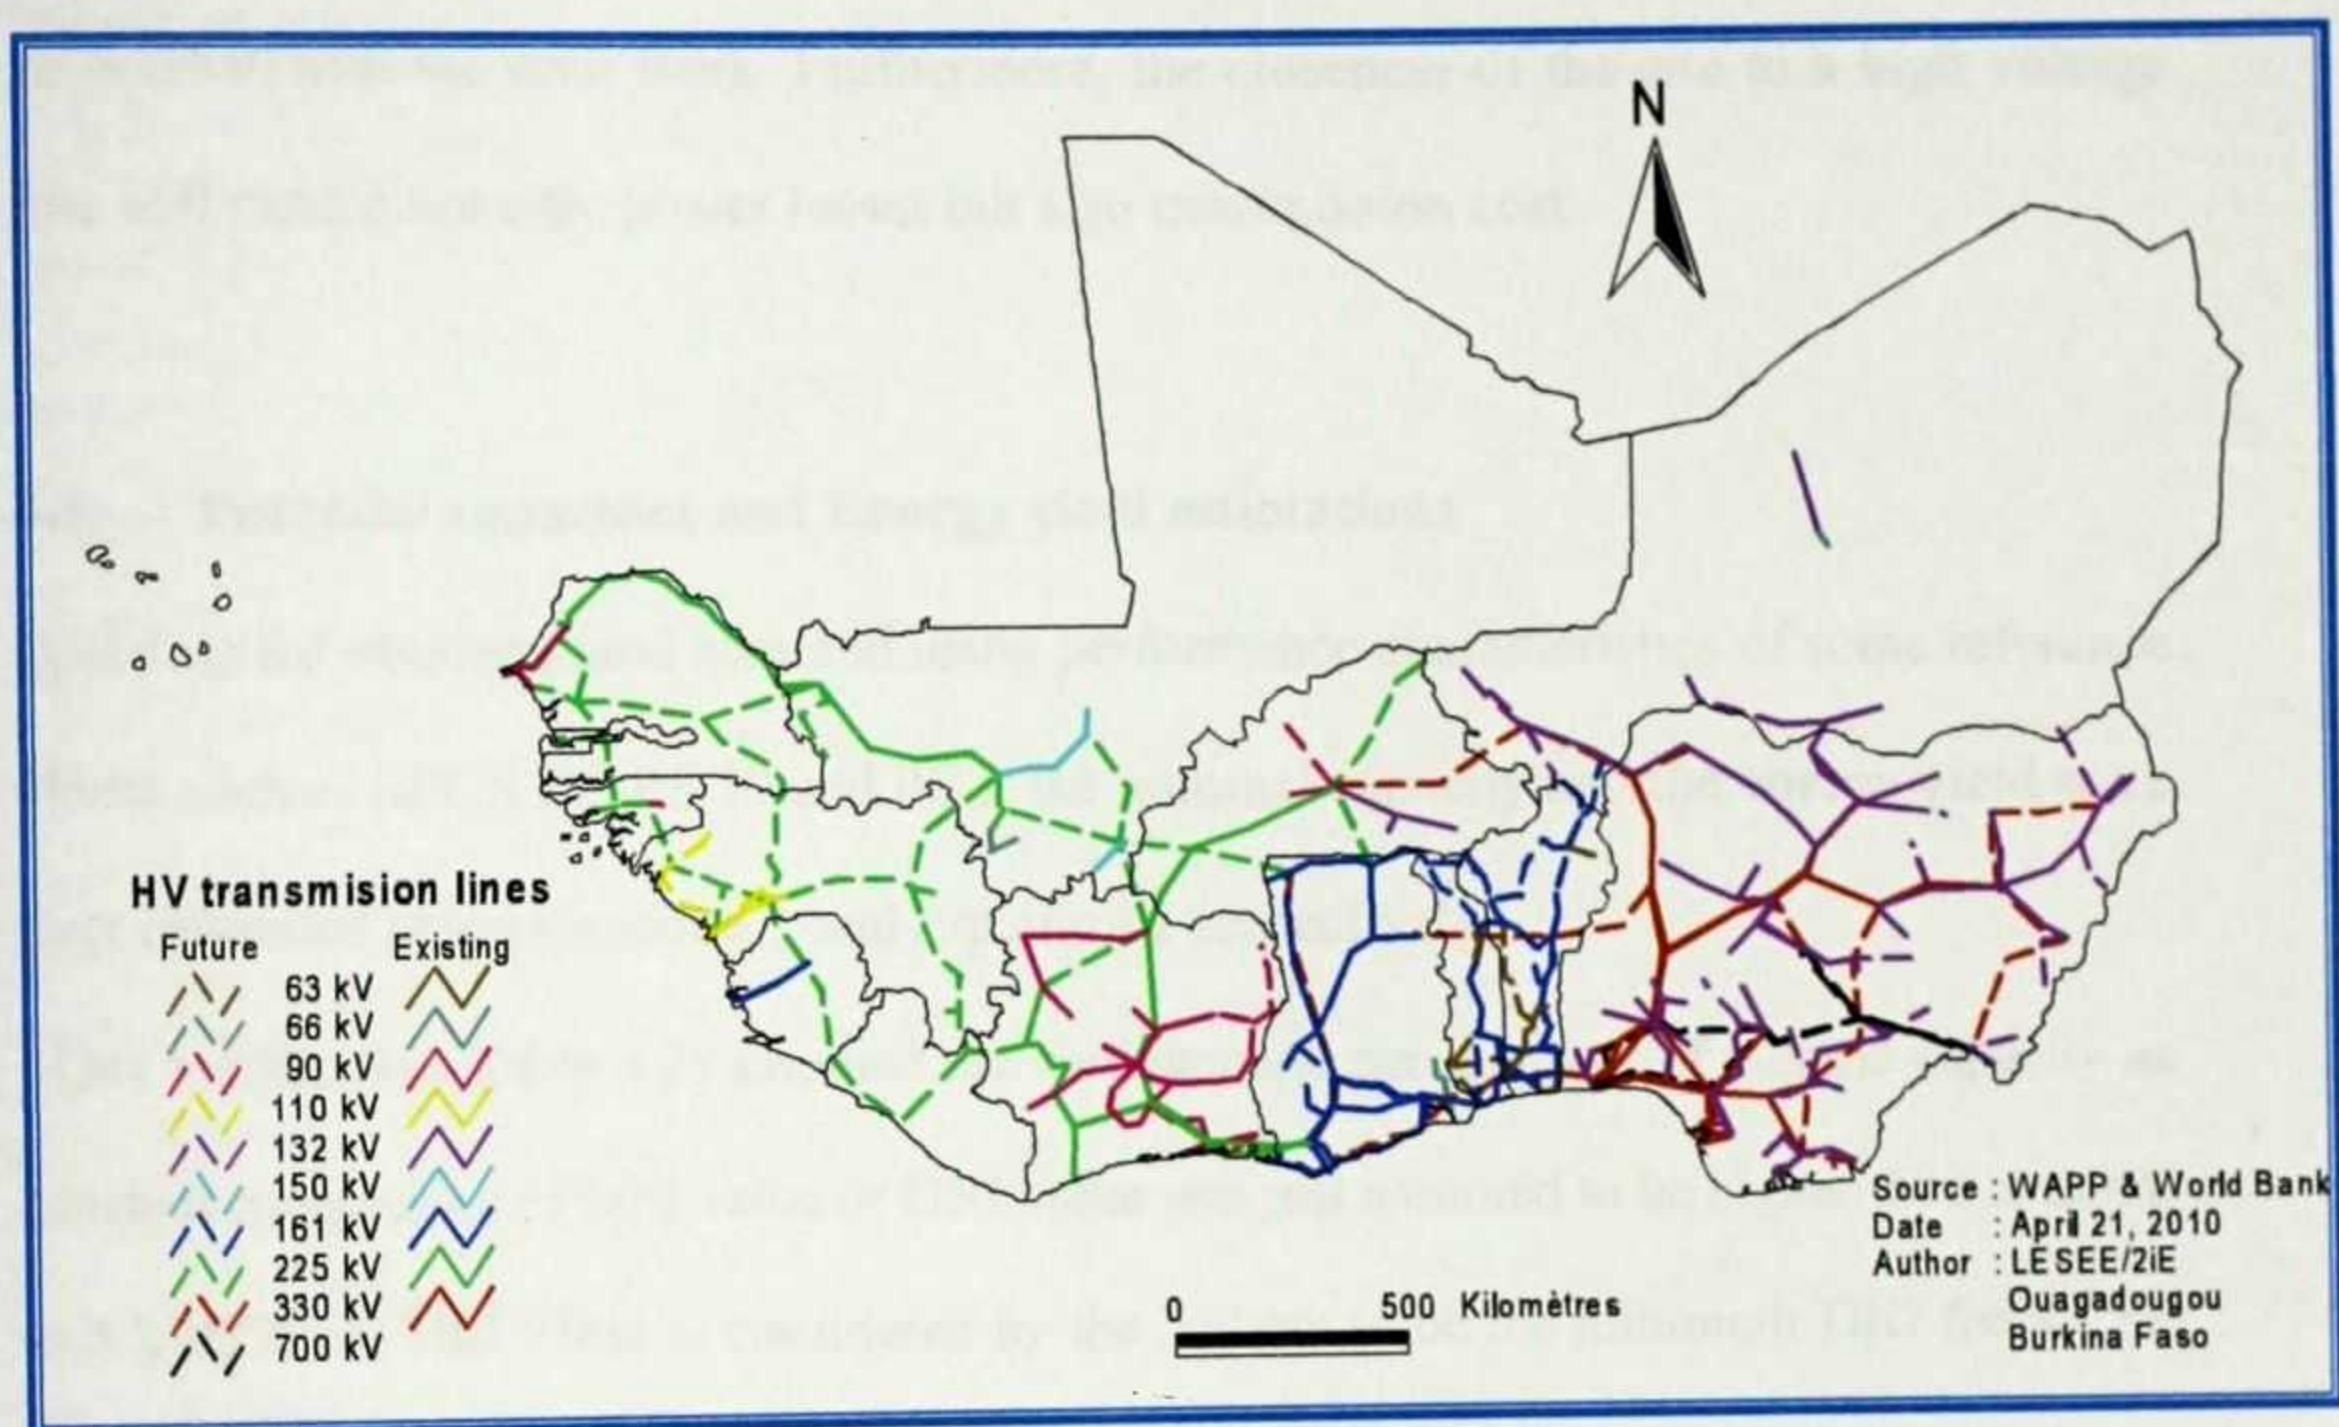 N
HV transmision lines
Future Existing
63 kV
66 kV
90 kV
110 kV
132 kV
150 kV
161 kV
225 kV
330 kV
700 kV
0 500 Kilomètres
Source : WAPP & World Bank
Date : April 21, 2010
Author : LESEE/2iE
Ouagadougou
Burkina Faso